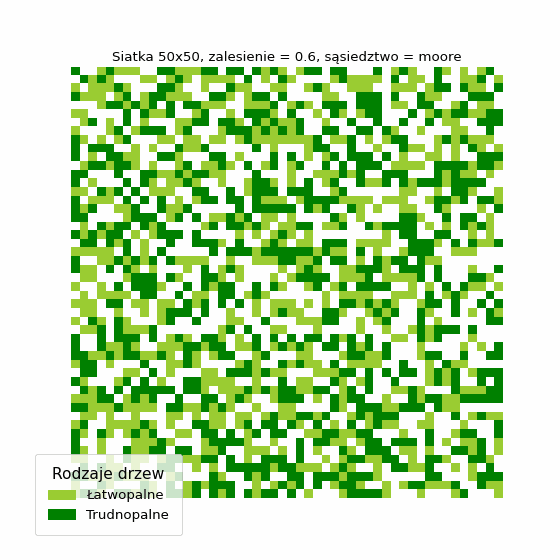 Siatka 50x50, zalesienie = 0.6, sąsiedztwo = moore
Rodzaje drzew
Łatwopalne
Trudnopalne